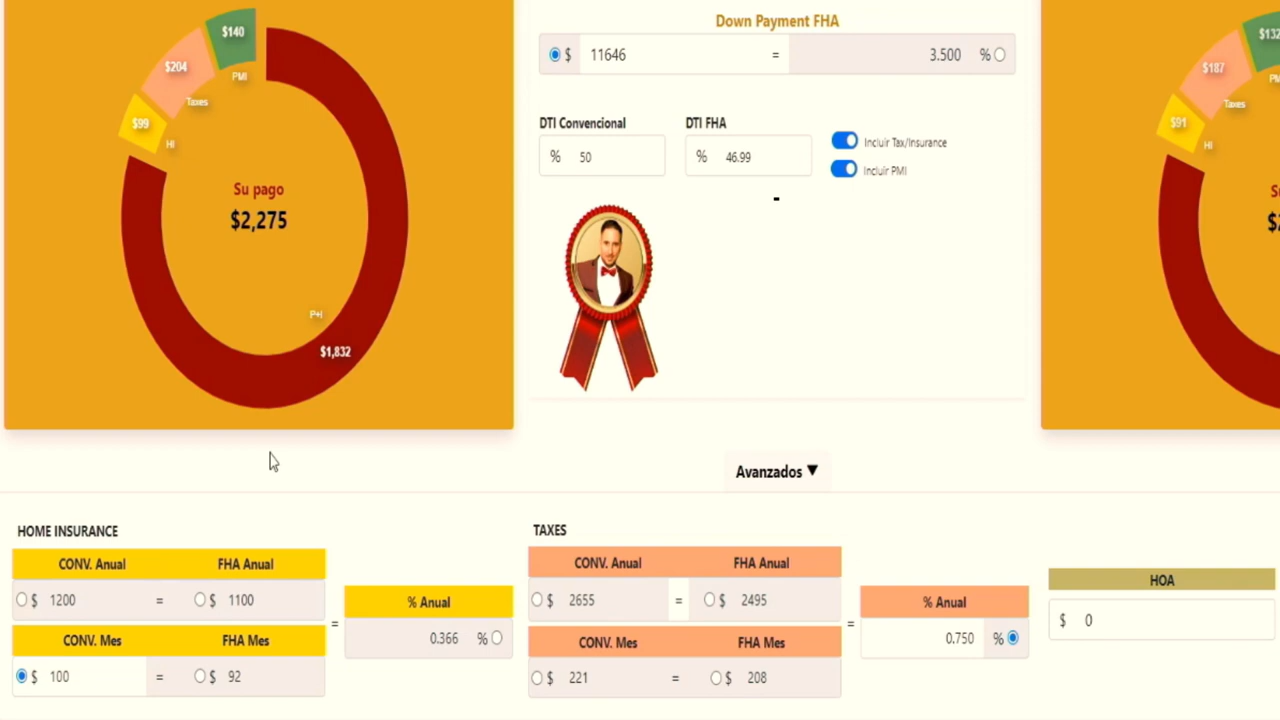 $140
PMI
$204
Taxes
$99
HI
Su pago
$2,275
P+I
$1,832
Down Payment FHA
$ 11646 = 3.500 %
DTI Convencional DTI FHA
% 50 % 46.99
Incluir Tax/Insurance
Incluir PMI
-
$187
Taxes
$91
HI
Avanzados ▼
HOME INSURANCE
CONV. Anual FHA Anual
$ 1200 = $ 1100
CONV. Mes FHA Mes
$ 100 = $ 92
=
% Anual
0.366 %
TAXES
CONV. Anual FHA Anual
$ 2655 = $ 2495
CONV. Mes FHA Mes
$ 221 = $ 208
=
% Anual
0.750 %
HOA
$ 0